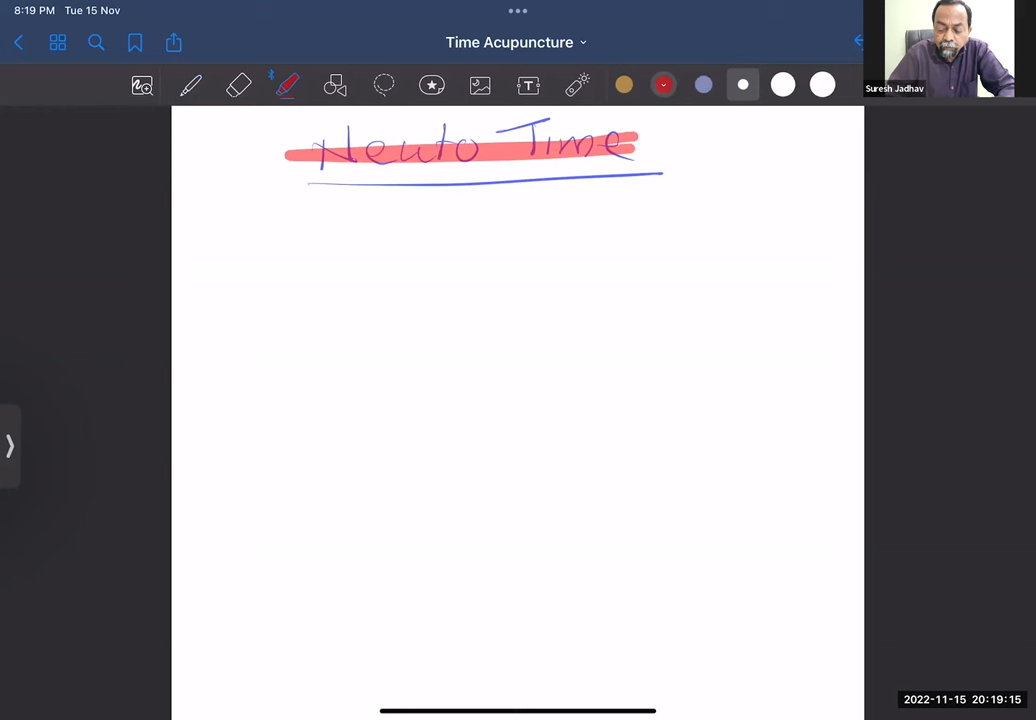 8:19 PM Tue 15 Nov
Time Acupuncture
Suresh Jadhav
Neuto Time
2022-11-15 20:19:15